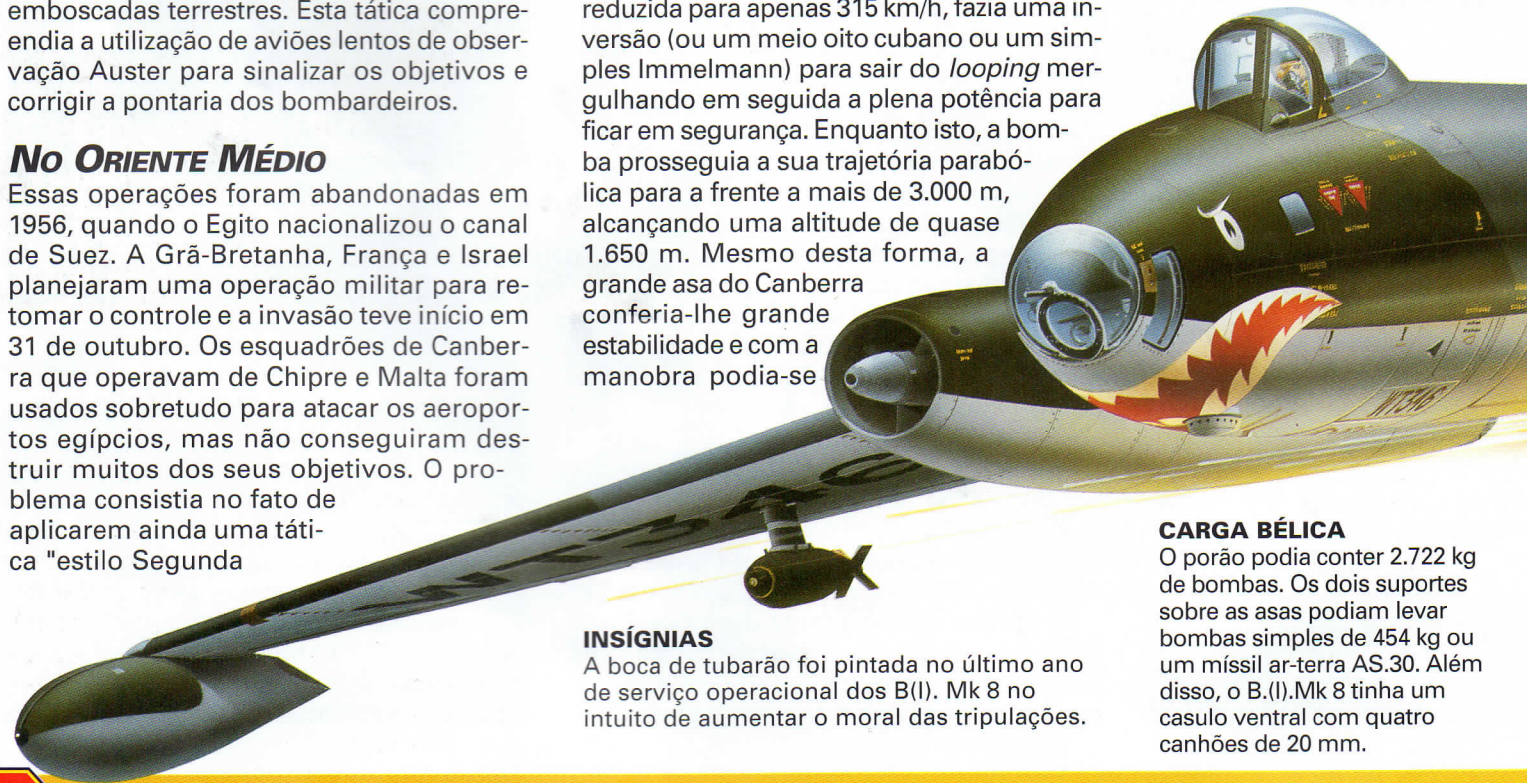 emboscadas terrestres. Esta tática compre-
endia a utilização de aviões lentos de obser-
vação Auster para sinalizar os objetivos e
corrigir a pontaria dos bombardeiros.
NO ORIENTE MÉDIO
Essas operações foram abandonadas em
1956, quando o Egito nacionalizou o canal
de Suez. A Grã-Bretanha, França e Israel
planejaram uma operação militar para re-
tomar o controle e a invasão teve início em
31 de outubro. Os esquadrões de Canber-
ra que operavam de Chipre e Malta foram
usados sobretudo para atacar os aeropor-
tos egípcios, mas não conseguiram des-
truir muitos dos seus objetivos. O pro-
blema consistia no fato de
aplicarem ainda uma táti-
ca "estilo Segunda
reduzida para apenas 315 km/h, fazia uma in-
versão (ou um meio oito cubano ou um sim-
ples Immelmann) para sair do looping mer-
gulhando em seguida a plena potência para
ficar em segurança. Enquanto isto, a bom-
ba prosseguia a sua trajetória parabó-
lica para a frente a mais de 3.000 m,
alcançando uma altitude de quase
1.650 m. Mesmo desta forma, a
grande asa do Canberra
conferia-lhe grande
estabilidade e com a
manobra podia-se
WT346
WT346
INSÍGNIAS
A boca de tubarão foi pintada no último ano
de serviço operacional dos B(I). Mk 8 no
intuito de aumentar o moral das tripulações.
CARGA BÉLICA
O porão podia conter 2.722 kg
de bombas. Os dois suportes
sobre as asas podiam levar
bombas simples de 454 kg ou
um míssil ar-terra AS.30. Além
disso, o B.(I).Mk 8 tinha um
casulo ventral com quatro
canhões de 20 mm.